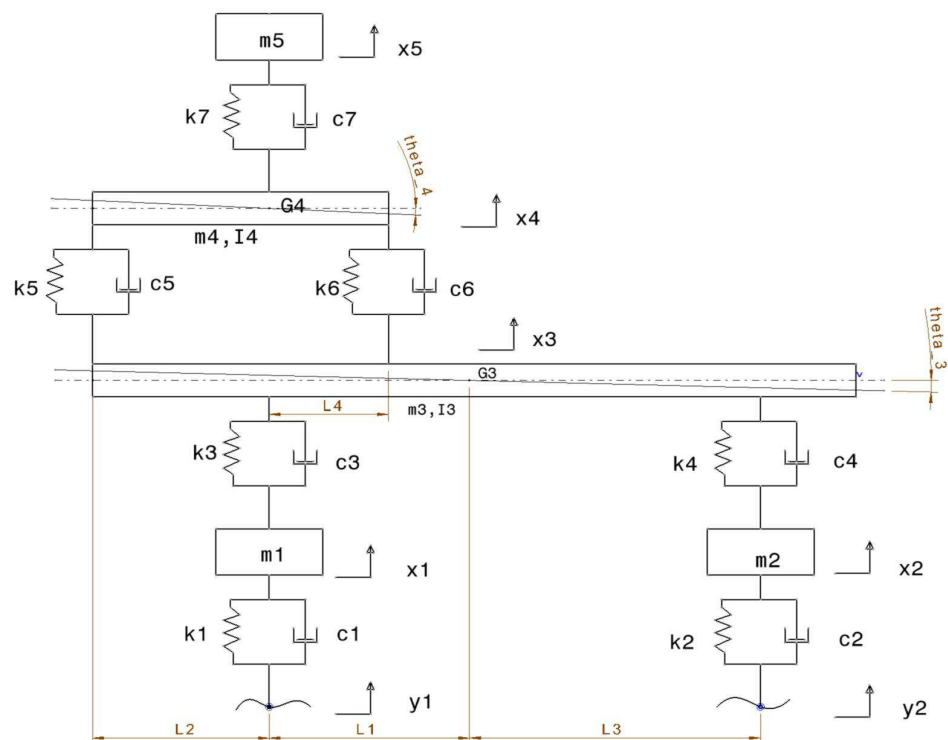 m5
x5
k7
c7
theta_4
G4
x4
m4,I4
k5
c5
k6
c6
x3
theta_3
G3
L4
m3,I3
k3
c3
k4
c4
m1
x1
m2
x2
k1
c1
k2
c2
y1
y2
L2
L1
L3